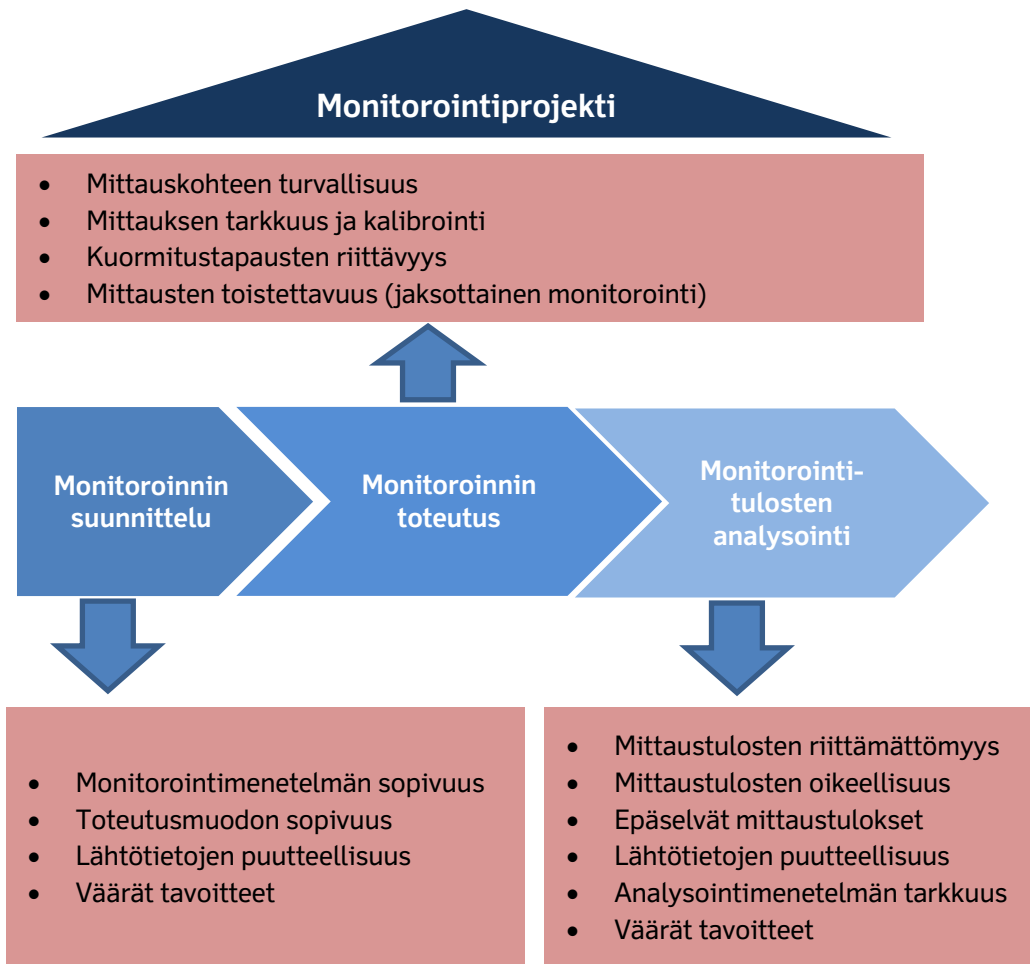 Monitorointiprojekti
• Mittauskohteen turvallisuus
• Mittauksen tarkkuus ja kalibrointi
• Kuormitustapausten riittävyys
• Mittausten toistettavuus (jaksottainen monitorointi)
Monitoroinnin
suunnittelu
Monitoroinnin
toteutus
Monitorointi-
tulosten
analysointi
• Monitorointimenetelmän sopivuus
• Toteutusmuodon sopivuus
• Lähtötietojen puutteellisuus
• Väärät tavoitteet
• Mittaustulosten riittämättömyys
• Mittaustulosten oikeellisuus
• Epäselvät mittaustulokset
• Lähtötietojen puutteellisuus
• Analysointimenetelmän tarkkuus
• Väärät tavoitteet